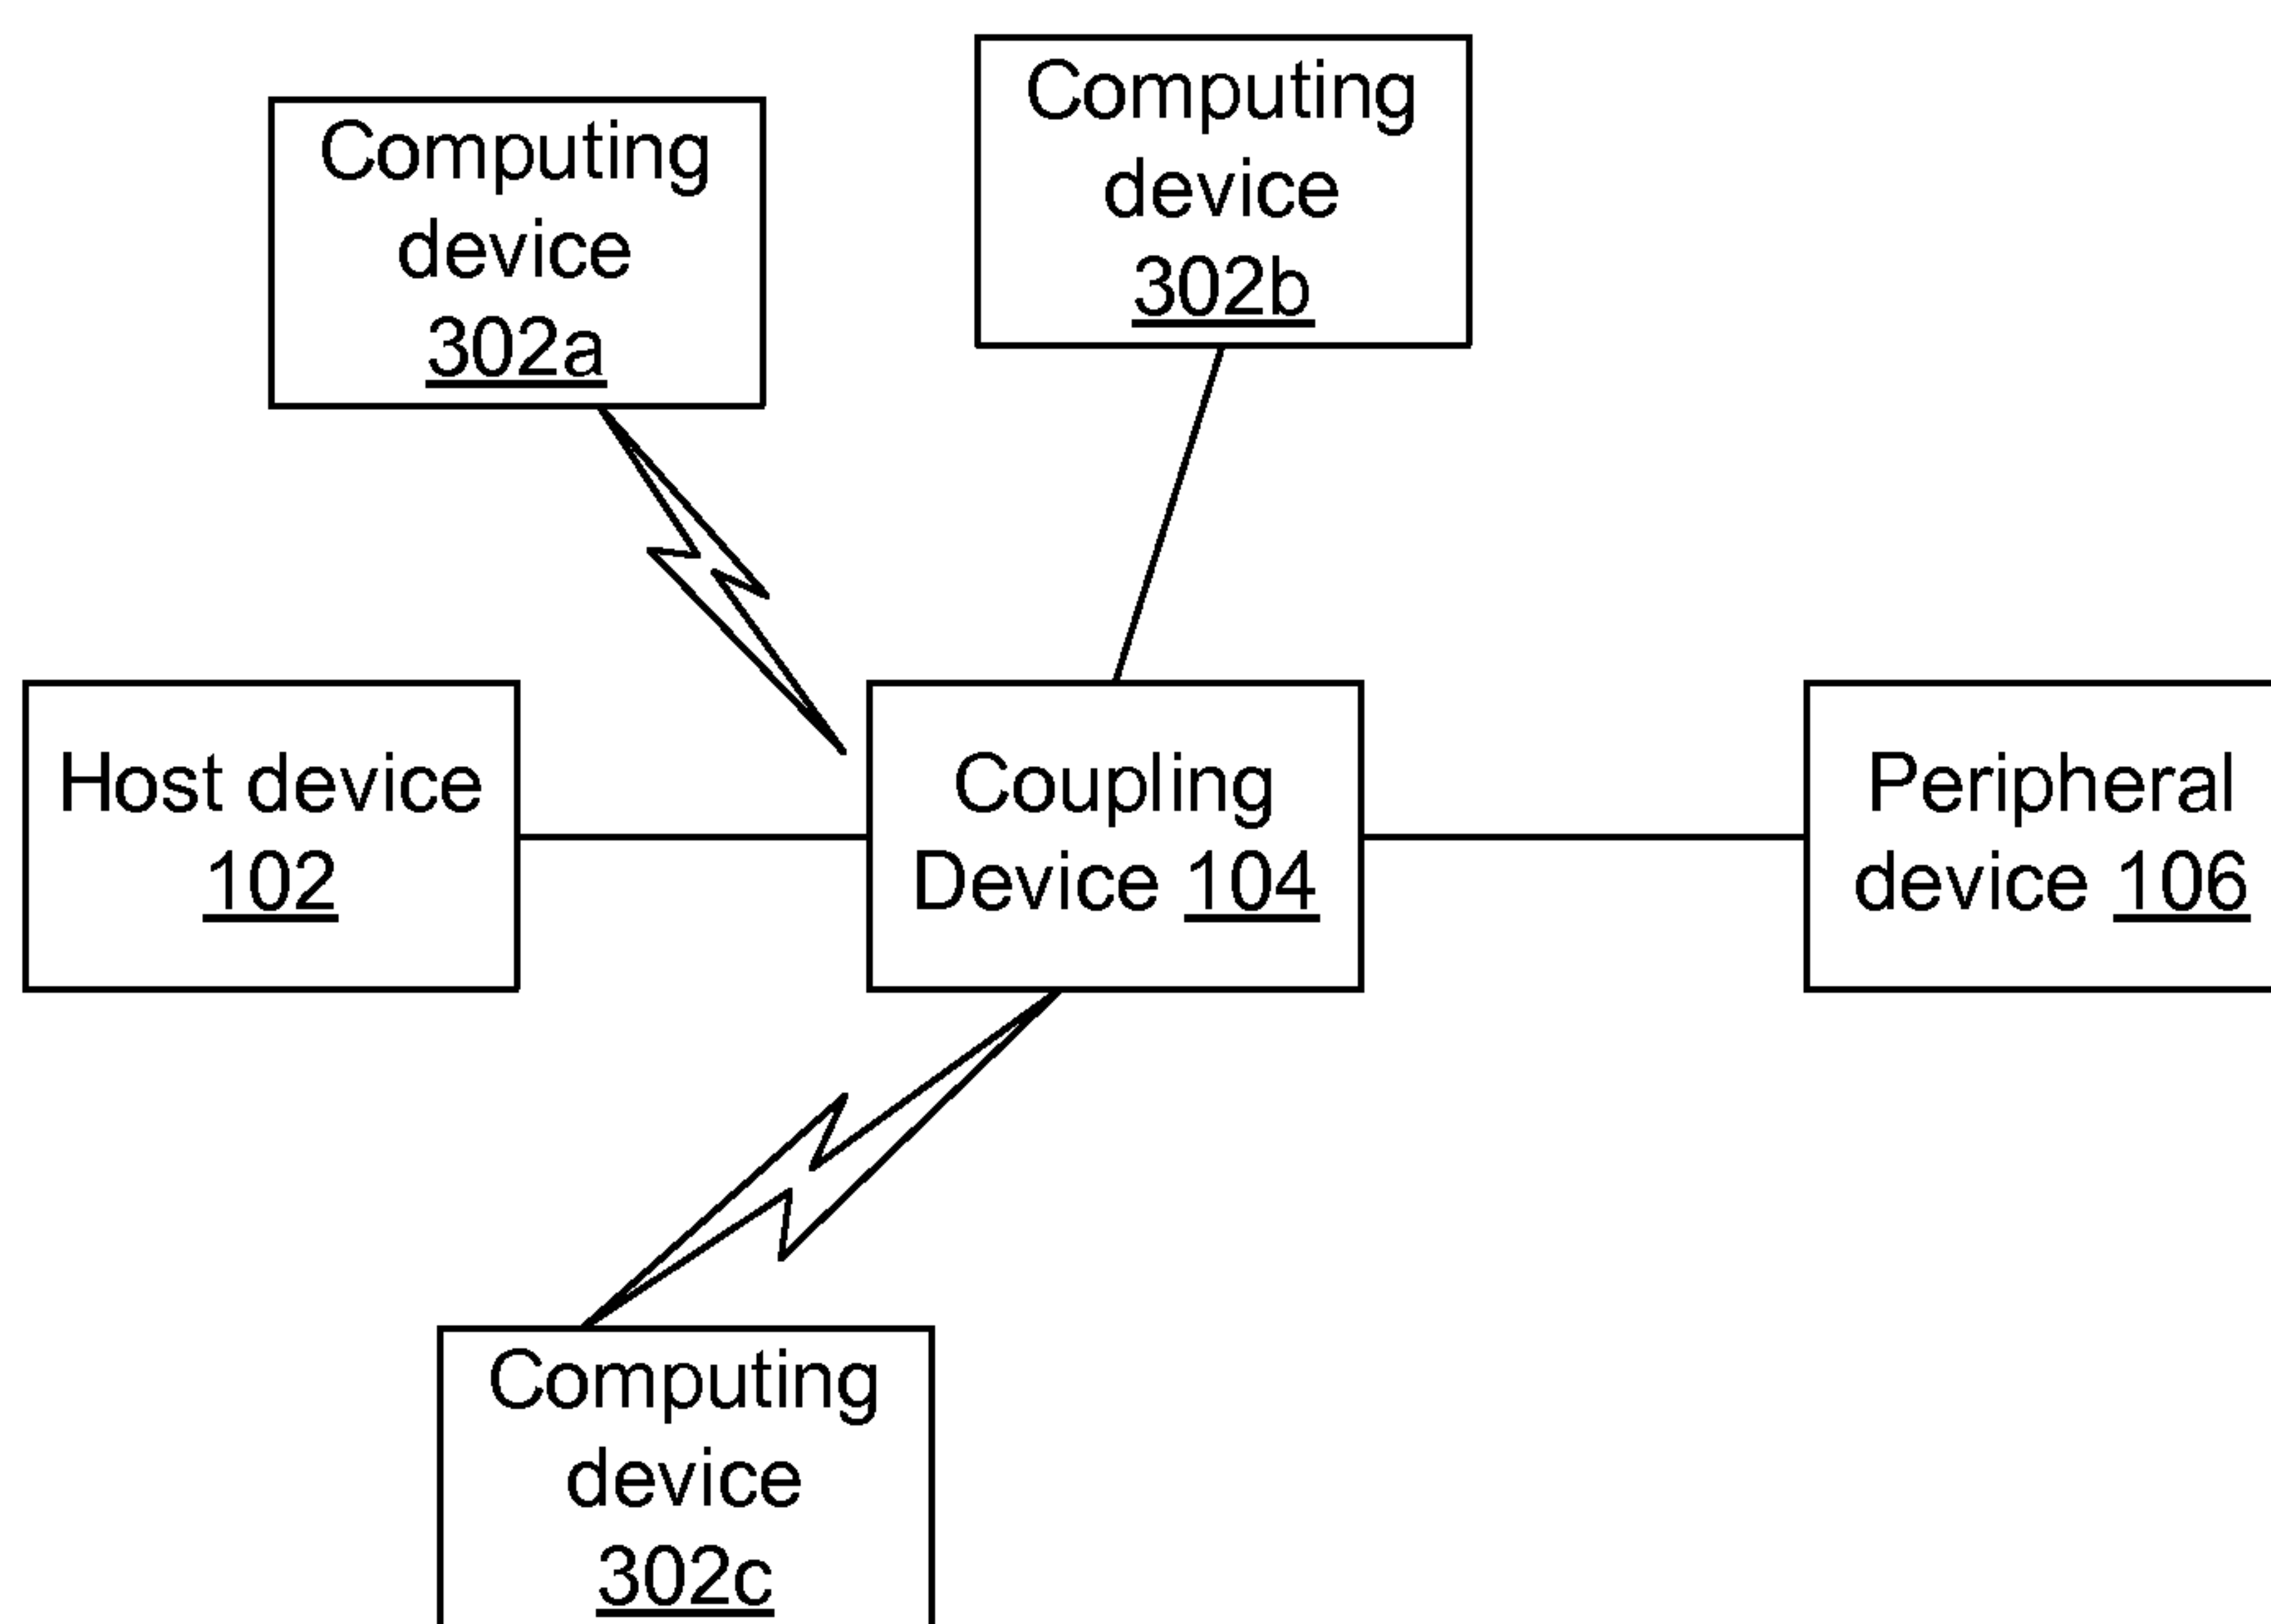 Computing
device
302a
Computing
device
302b
Host device
102
Coupling
Device 104
Peripheral
device 106
Computing
device
302c